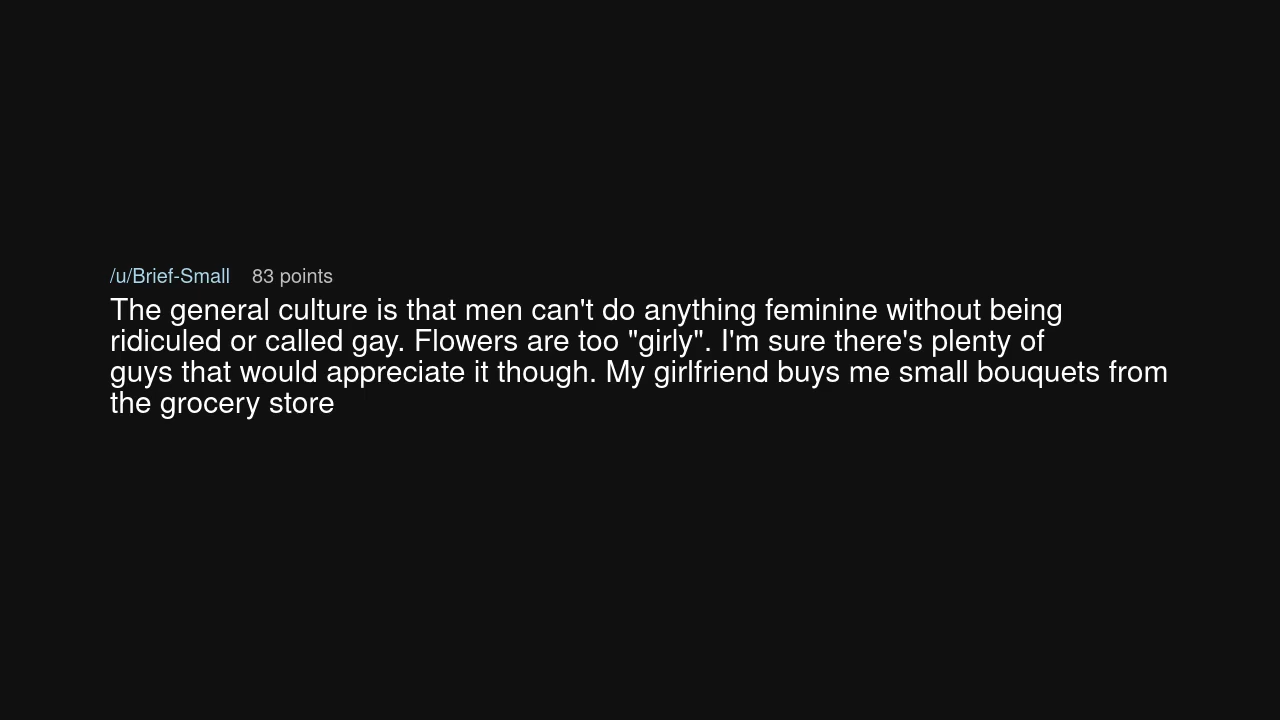 /u/Brief-Small 83 points
The general culture is that men can't do anything feminine without being
ridiculed or called gay. Flowers are too "girly". I'm sure there's plenty of
guys that would appreciate it though. My girlfriend buys me small bouquets from
the grocery store